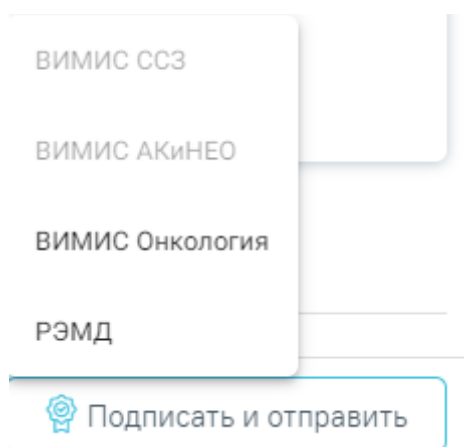 ВИМИС ССЗ
ВИМИС АКиНЕО
ВИМИС Онкология
РЭМД
Подписать и отправить